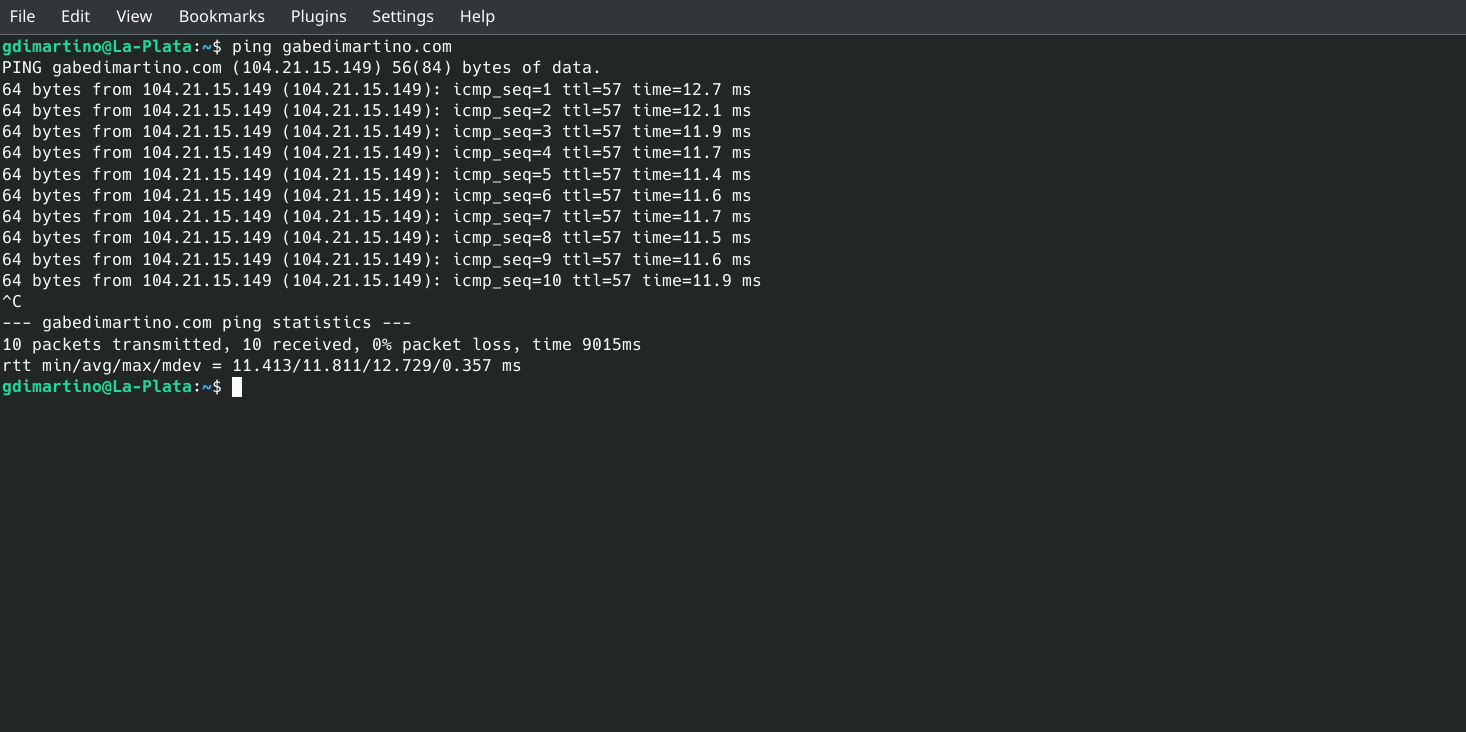 File Edit View Bookmarks Plugins Settings Help
gdimartino@La-Plata:~$ ping gabedimartino.com
PING gabedimartino.com (104.21.15.149) 56(84) bytes of data.
64 bytes from 104.21.15.149 (104.21.15.149): icmp_seq=1 ttl=57 time=12.7 ms
64 bytes from 104.21.15.149 (104.21.15.149): icmp_seq=2 ttl=57 time=12.1 ms
64 bytes from 104.21.15.149 (104.21.15.149): icmp_seq=3 ttl=57 time=11.9 ms
64 bytes from 104.21.15.149 (104.21.15.149): icmp_seq=4 ttl=57 time=11.7 ms
64 bytes from 104.21.15.149 (104.21.15.149): icmp_seq=5 ttl=57 time=11.4 ms
64 bytes from 104.21.15.149 (104.21.15.149): icmp_seq=6 ttl=57 time=11.6 ms
64 bytes from 104.21.15.149 (104.21.15.149): icmp_seq=7 ttl=57 time=11.7 ms
64 bytes from 104.21.15.149 (104.21.15.149): icmp_seq=8 ttl=57 time=11.5 ms
64 bytes from 104.21.15.149 (104.21.15.149): icmp_seq=9 ttl=57 time=11.6 ms
64 bytes from 104.21.15.149 (104.21.15.149): icmp_seq=10 ttl=57 time=11.9 ms
^C
--- gabedimartino.com ping statistics ---
10 packets transmitted, 10 received, 0% packet loss, time 9015ms
rtt min/avg/max/mdev = 11.413/11.811/12.729/0.357 ms
gdimartino@La-Plata:~$